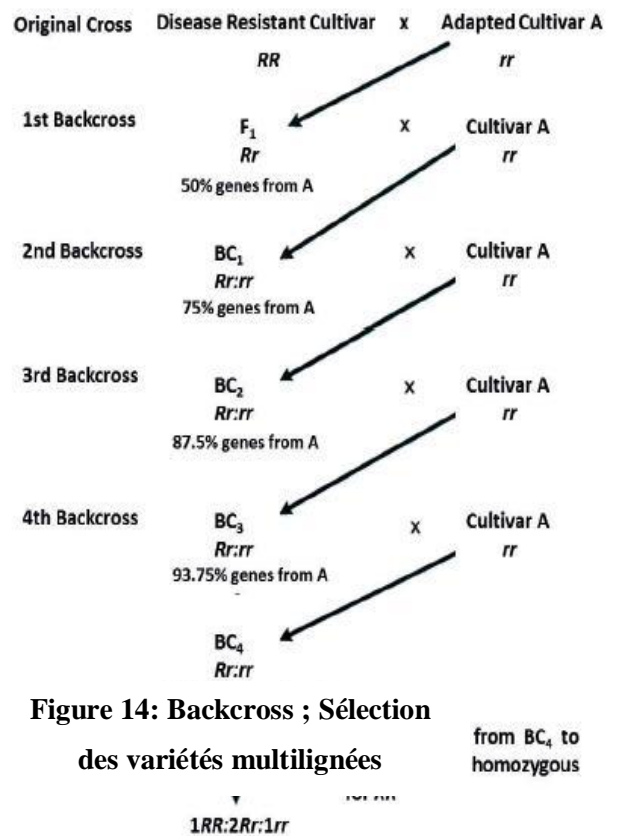 Original Cross Disease Resistant Cultivar x Adapted Cultivar A
RR rr
1st Backcross F1 x Cultivar A
Rr rr
50% genes from A
2nd Backcross BC1 x Cultivar A
Rr:rr rr
75% genes from A
3rd Backcross BC2 x Cultivar A
Rr:rr rr
87.5% genes from A
4th Backcross BC3 x Cultivar A
Rr:rr rr
93.75% genes from A
BC4
Rr:rr
Figure 14: Backcross ; Sélection
des variétés multilignées
from BC4 to
homozygous
1RR:2Rr:1rr